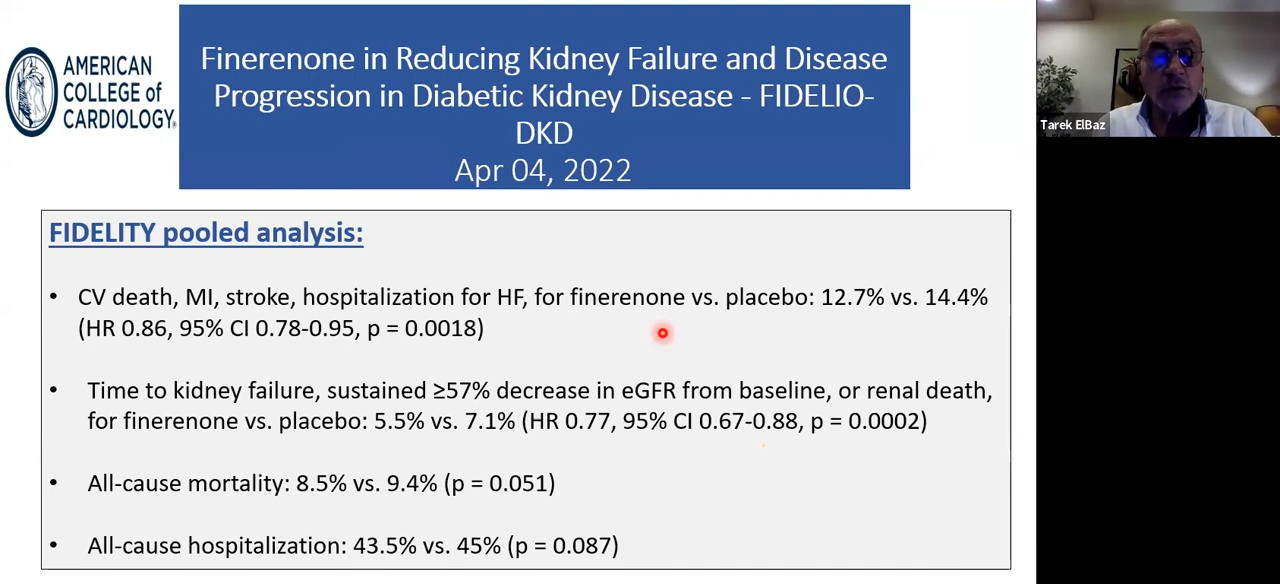 AMERICAN
COLLEGE of
CARDIOLOGY®
Finerenone in Reducing Kidney Failure and Disease
Progression in Diabetic Kidney Disease - FIDELIO-
DKD
Apr 04, 2022
Tarek ElBaz
FIDELITY pooled analysis:
• CV death, MI, stroke, hospitalization for HF, for finerenone vs. placebo: 12.7% vs. 14.4%
(HR 0.86, 95% CI 0.78-0.95, p = 0.0018)
• Time to kidney failure, sustained ≥57% decrease in eGFR from baseline, or renal death,
for finerenone vs. placebo: 5.5% vs. 7.1% (HR 0.77, 95% CI 0.67-0.88, p = 0.0002)
• All-cause mortality: 8.5% vs. 9.4% (p = 0.051)
• All-cause hospitalization: 43.5% vs. 45% (p = 0.087)